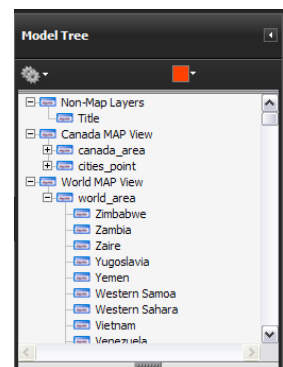 Model Tree
Non-Map Layers
Title
Canada MAP View
canada_area
cities_point
World MAP View
world_area
Zimbabwe
Zambia
Zaire
Yugoslavia
Yemen
Western Samoa
Western Sahara
Vietnam
Venezuela